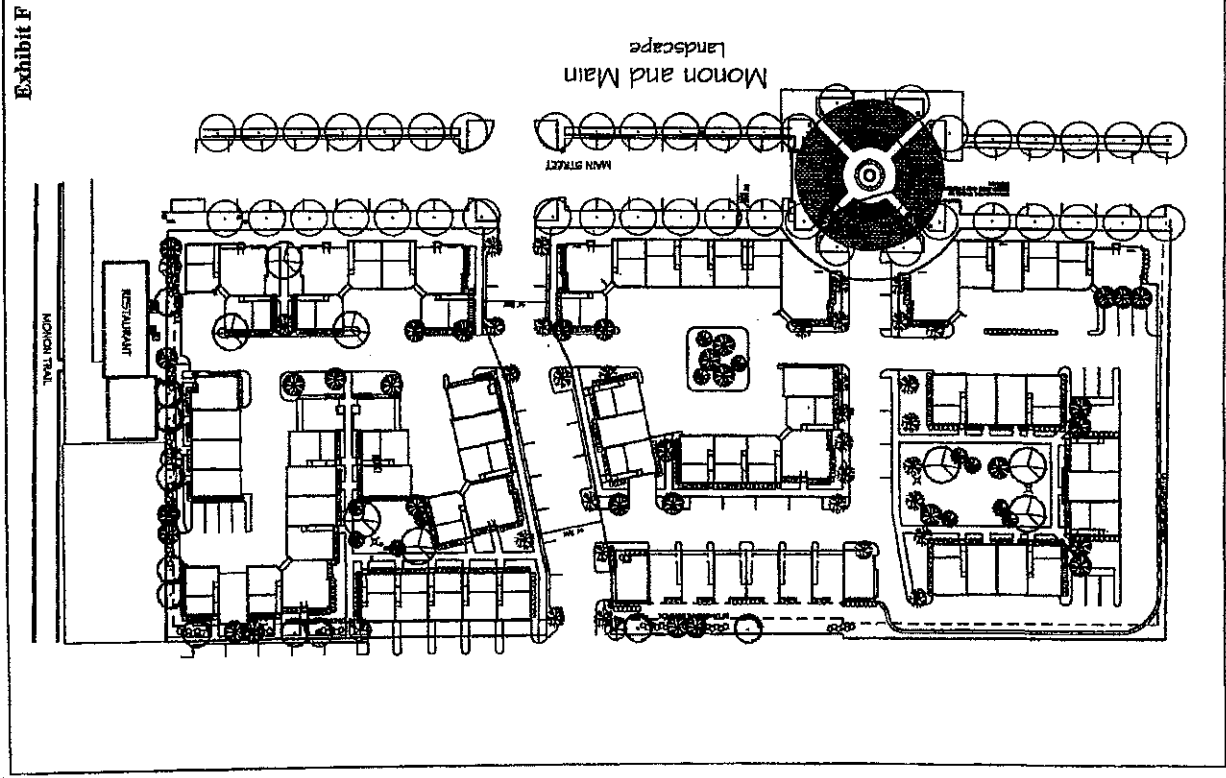 Exhibit F
Monon and Main
Landscape
MAIN STREET
RESTAURANT
MONON TRAIL